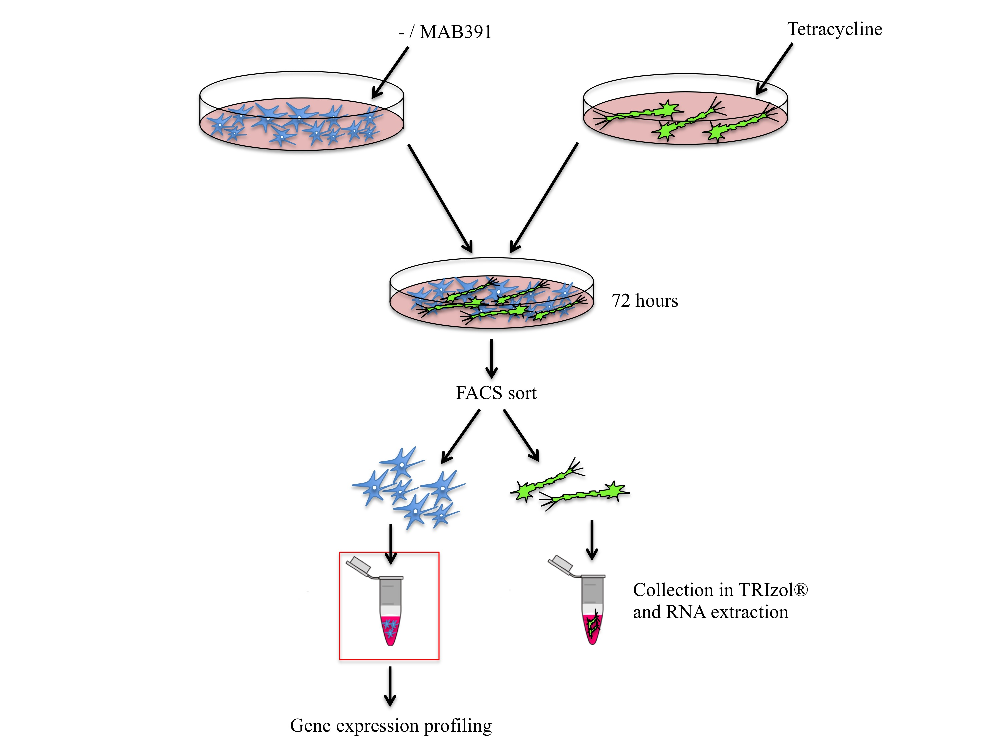 - / MAB391
Tetracycline
72 hours
FACS sort
Collection in TRIzol®
and RNA extraction
Gene expression profiling